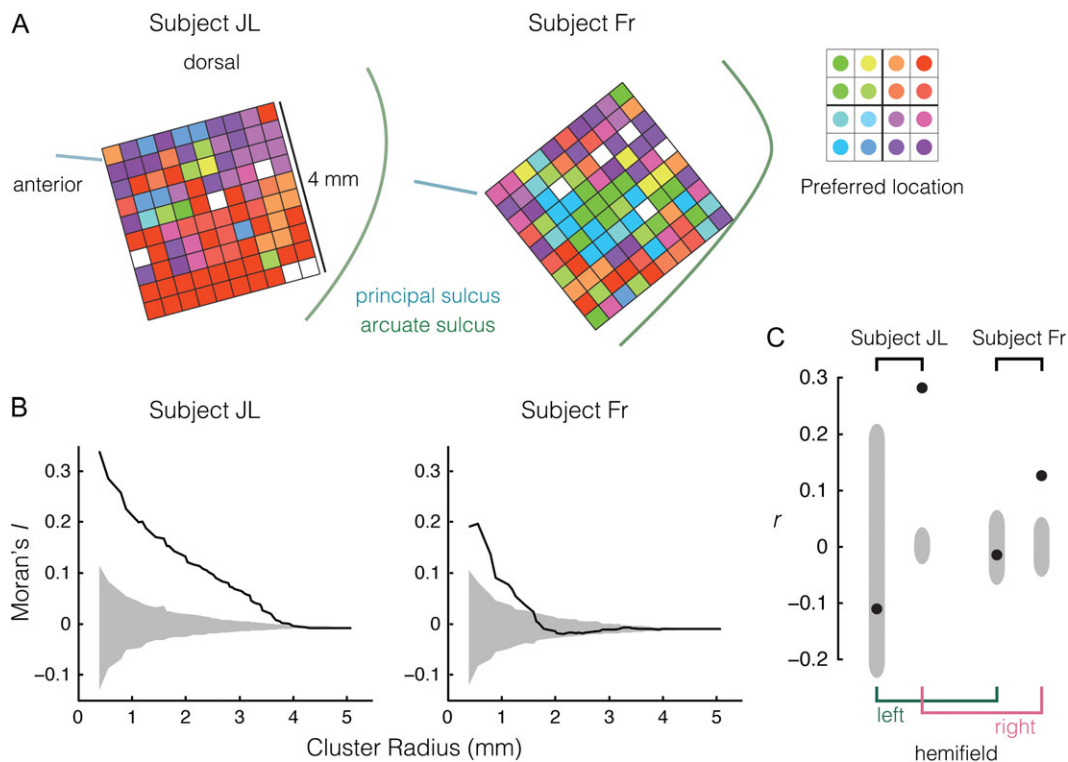 A
Subject JL
Subject Fr
dorsal
anterior
4 mm
principal sulcus
arcuate sulcus
Preferred location
B
Subject JL
Subject Fr
Moran's I
0.3
0.2
0.1
0
−0.1
0 1 2 3 4 5
0.3
0.2
0.1
0
−0.1
0 1 2 3 4 5
Cluster Radius (mm)
C
Subject JL
Subject Fr
r
0.3
0.2
0.1
0
−0.1
−0.2
left
right
hemifield